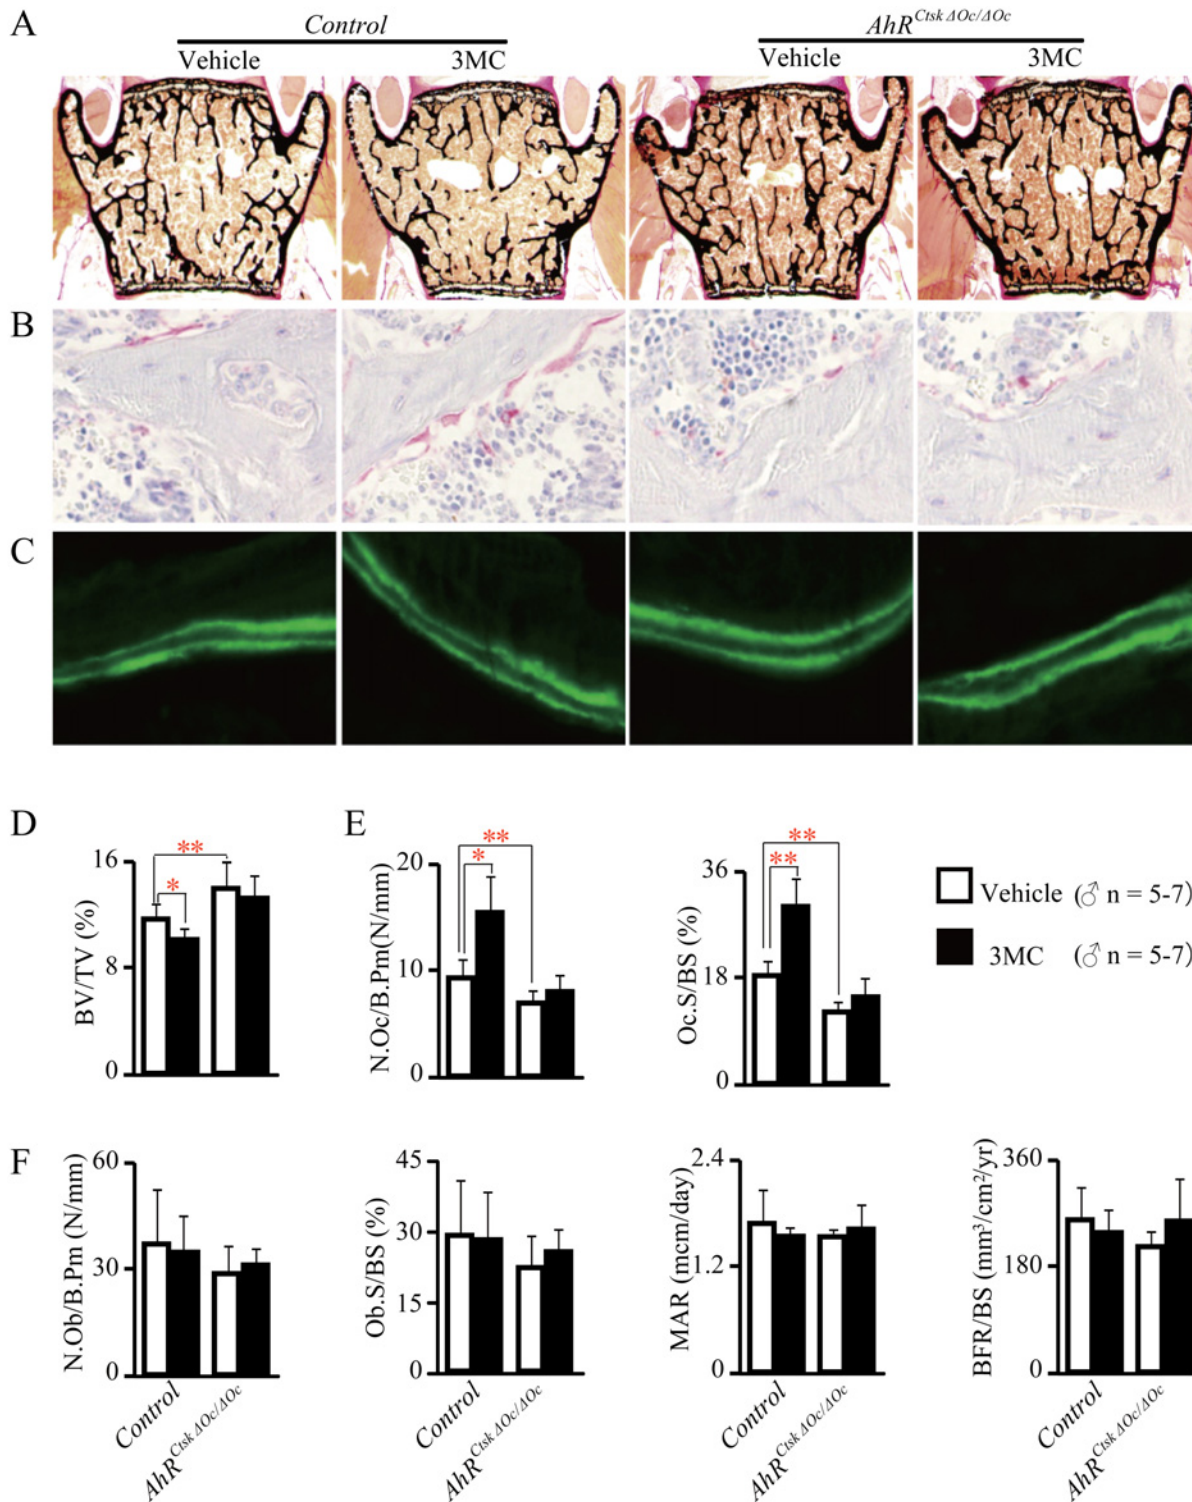 A
Control
AhR^Ctsk ΔOc/ΔOc
Vehicle 3MC Vehicle 3MC
B
C
D
E
16
8
0
BV/TV (%)
*
**
20
10
0
N.Oc/B.Pm(N/mm)
**
*
36
18
0
Oc.S/BS (%)
**
**
Vehicle (♂ n = 5-7)
3MC (♂ n = 5-7)
F
60
30
0
N.Ob/B.Pm (N/mm)
45
30
15
0
Ob.S/BS (%)
2.4
1.2
0
MAR (mcm/day)
360
180
0
BFR/BS (mm³/cm²/yr)
Control
AhR^Ctsk ΔOc/ΔOc
Control
AhR^Ctsk ΔOc/ΔOc
Control
AhR^Ctsk ΔOc/ΔOc
Control
AhR^Ctsk ΔOc/ΔOc